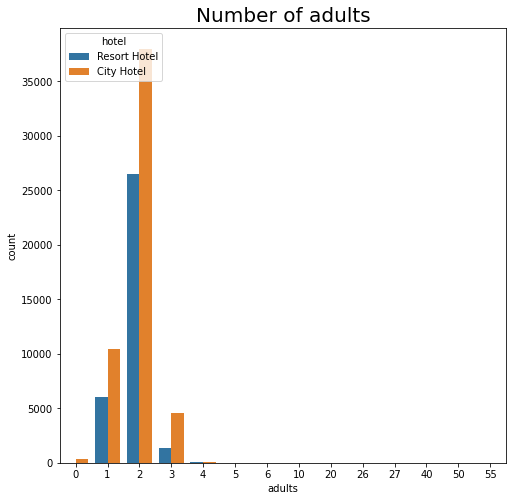 Number of adults
hotel
Resort Hotel
City Hotel
35000
30000
25000
20000
15000
10000
5000
0
count
0 1 2 3 4 5 6 10 20 26 27 40 50 55
adults